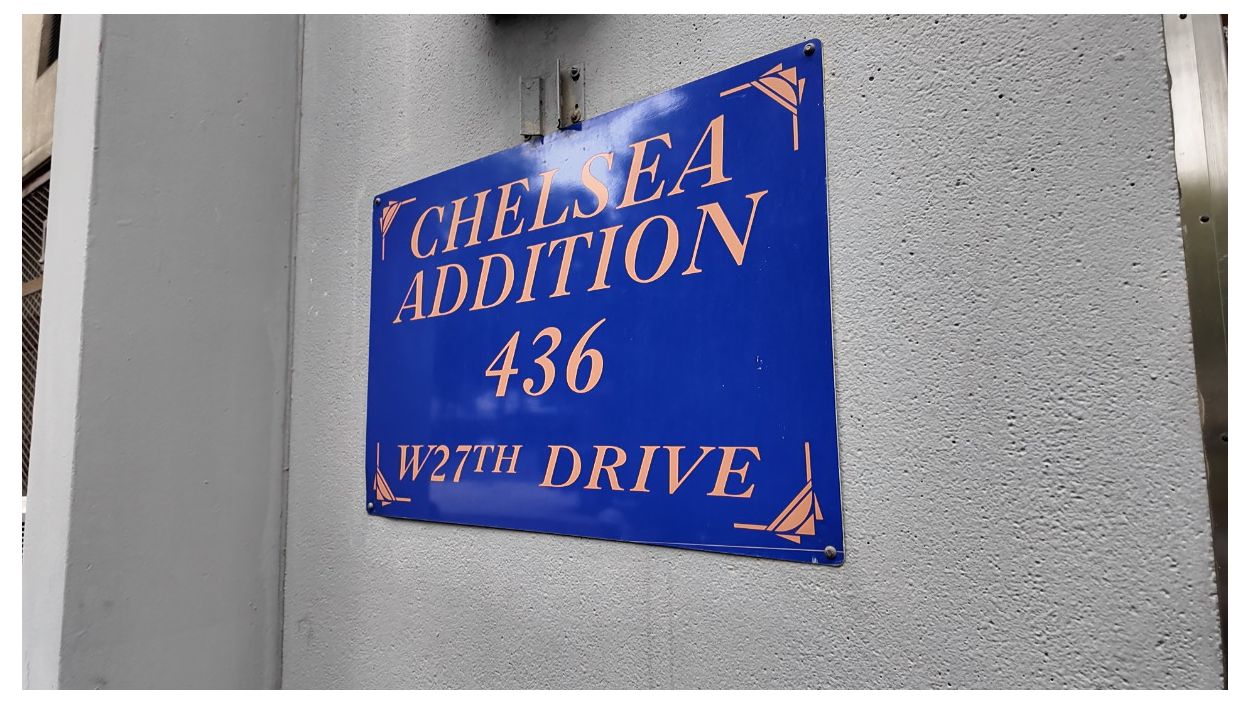 CHELSEA
ADDITION
436
W27TH DRIVE